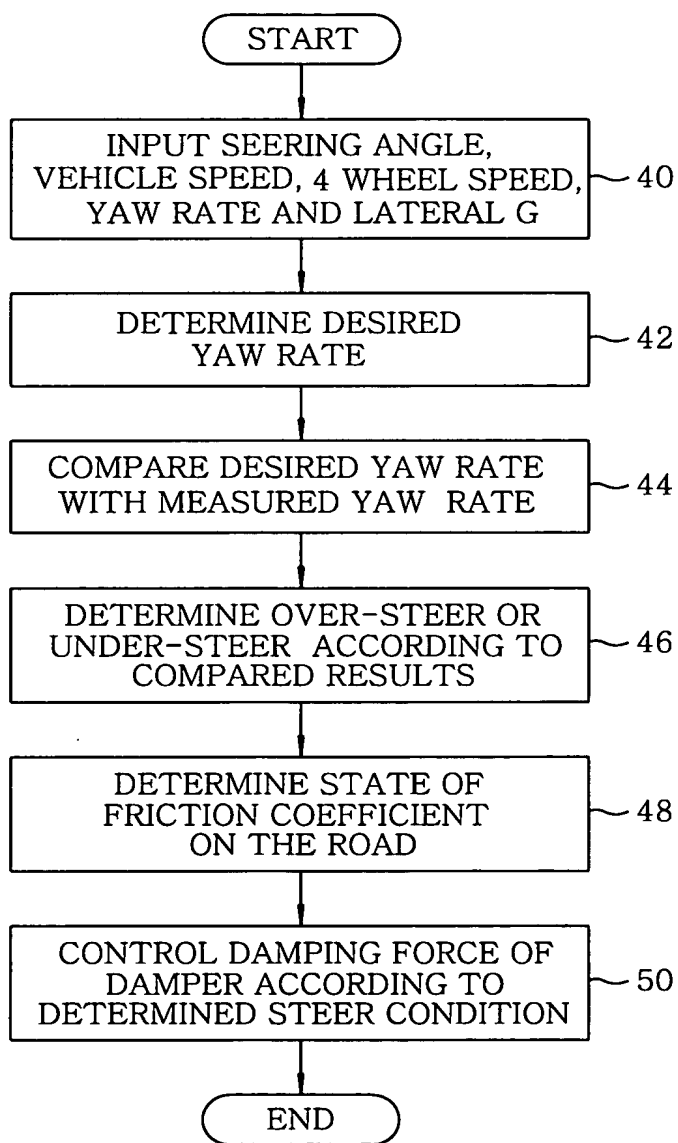 START
INPUT SEERING ANGLE,
VEHICLE SPEED, 4 WHEEL SPEED,
YAW RATE AND LATERAL G
40
DETERMINE DESIRED
YAW RATE
42
COMPARE DESIRED YAW RATE
WITH MEASURED YAW RATE
44
DETERMINE OVER-STEER OR
UNDER-STEER ACCORDING TO
COMPARED RESULTS
46
DETERMINE STATE OF
FRICTION COEFFICIENT
ON THE ROAD
48
CONTROL DAMPING FORCE OF
DAMPER ACCORDING TO
DETERMINED STEER CONDITION
50
END